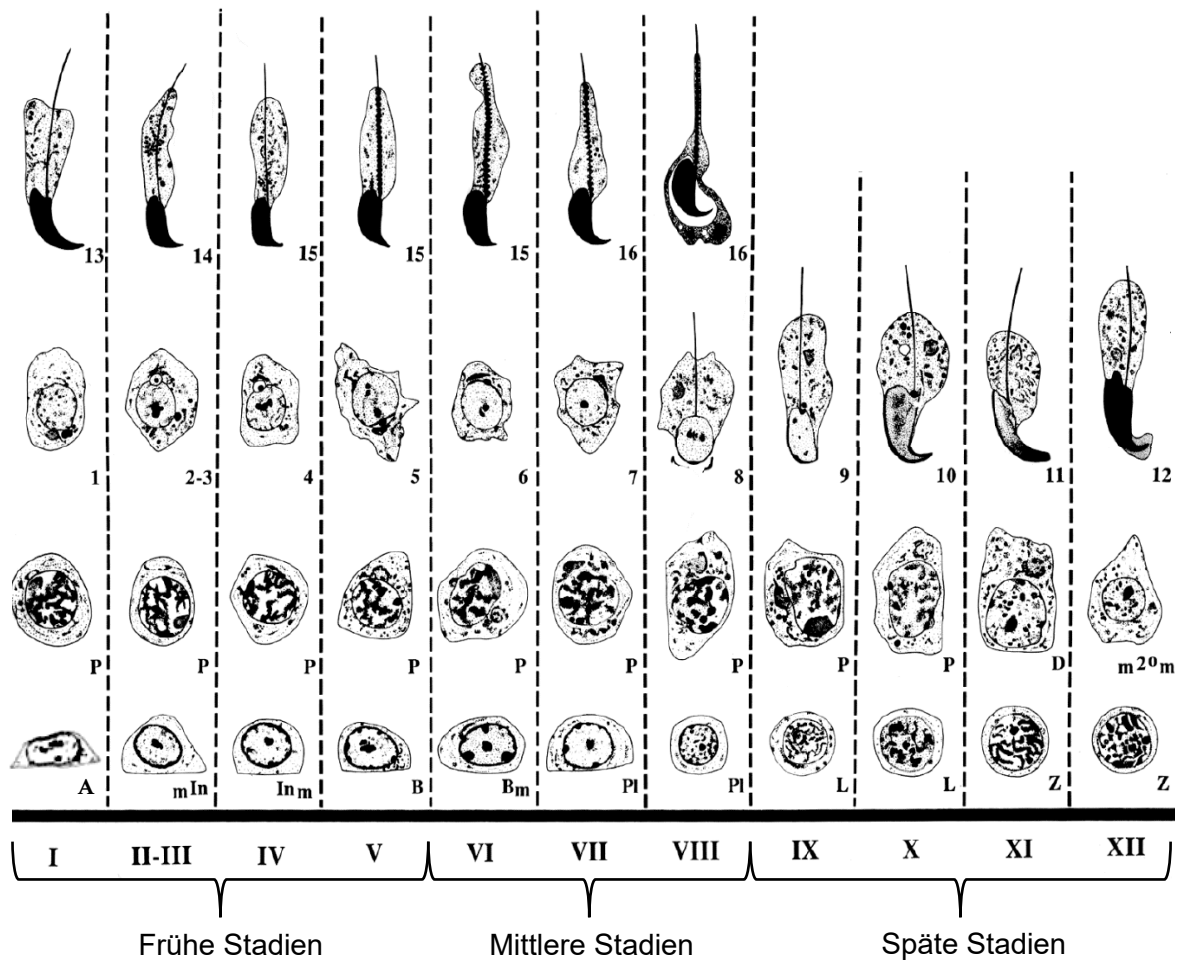 13 14 15 15 15 16 16
1 2-3 4 5 6 7 8 9 10 11 12
P P P P P P P P P D m2ºm
A mIn Inm B Bm Pl Pl L L Z Z
I II-III IV V VI VII VIII IX X XI XII
Frühe Stadien Mittlere Stadien Späte Stadien